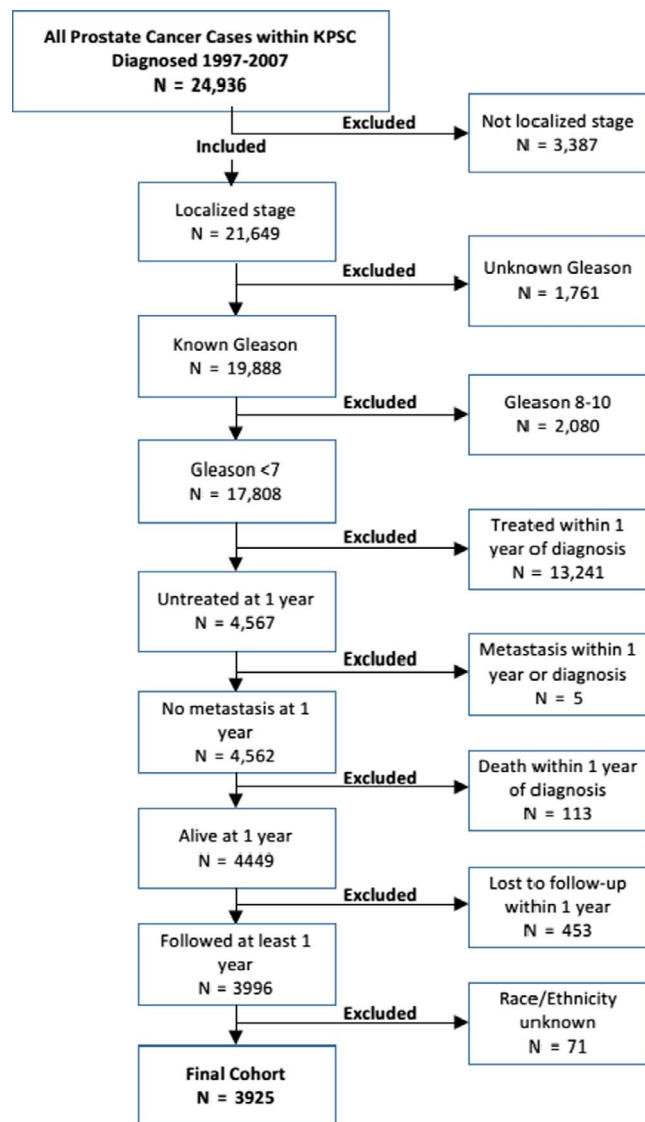 All Prostate Cancer Cases within KPSC
Diagnosed 1997-2007
N = 24,936
Excluded
Not localized stage
N = 3,387
Included
Localized stage
N = 21,649
Excluded
Unknown Gleason
N = 1,761
Known Gleason
N = 19,888
Excluded
Gleason 8-10
N = 2,080
Gleason <7
N = 17,808
Excluded
Treated within 1
year of diagnosis
N = 13,241
Untreated at 1 year
N = 4,567
Excluded
Metastasis within 1
year or diagnosis
N = 5
No metastasis at 1
year
N = 4,562
Excluded
Death within 1 year
of diagnosis
N = 113
Alive at 1 year
N = 4449
Excluded
Lost to follow-up
within 1 year
N = 453
Followed at least 1
year
N = 3996
Excluded
Race/Ethnicity
unknown
N = 71
Final Cohort
N = 3925